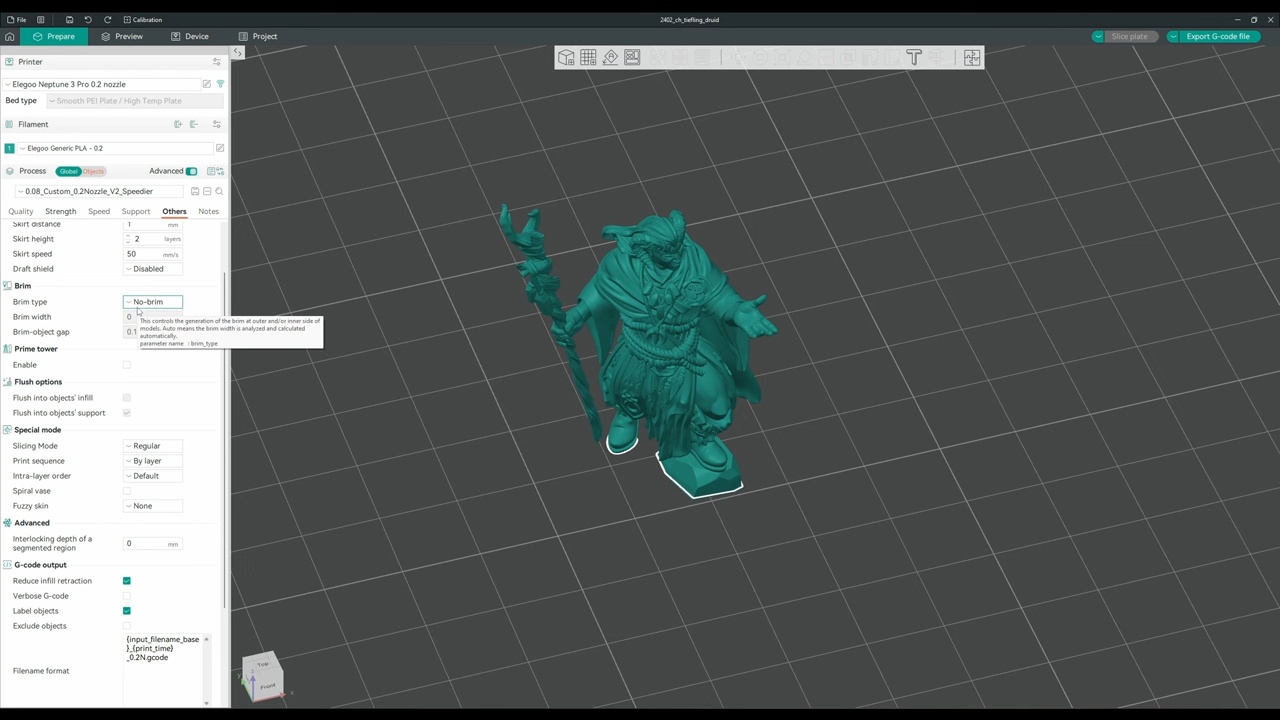 File
Calibration
2402_ch_tiefling_druid
Prepare
Preview
Device
Project
Slice plate
Export G-code file
Printer
Elegoo Neptune 3 Pro 0.2 nozzle
Bed type
Smooth PEI Plate / High Temp Plate
Filament
1
Elegoo Generic PLA - 0.2
Process
Global
Objects
Advanced
0.08_Custom_0.2Nozzle_V2_Speedier
Quality
Strength
Speed
Support
Others
Notes
Skirt distance
1
mm
Skirt height
2
layers
Skirt speed
50
mm/s
Draft shield
Disabled
Brim
Brim type
No-brim
Brim width
0
Brim-object gap
0.1
This controls the generation of the brim at outer and/or inner side of
models. Auto means the brim width is analyzed and calculated
automatically.
parameter name : brim_type
Prime tower
Enable
Flush options
Flush into objects' infill
Flush into objects' support
Special mode
Slicing Mode
Regular
Print sequence
By layer
Intra-layer order
Default
Spiral vase
Fuzzy skin
None
Advanced
Interlocking depth of a
segmented region
0
mm
G-code output
Reduce infill retraction
Verbose G-code
Label objects
Exclude objects
Filename format
{input_filename_base
}_{print_time}
_0.2N.gcode
Top
Front
x